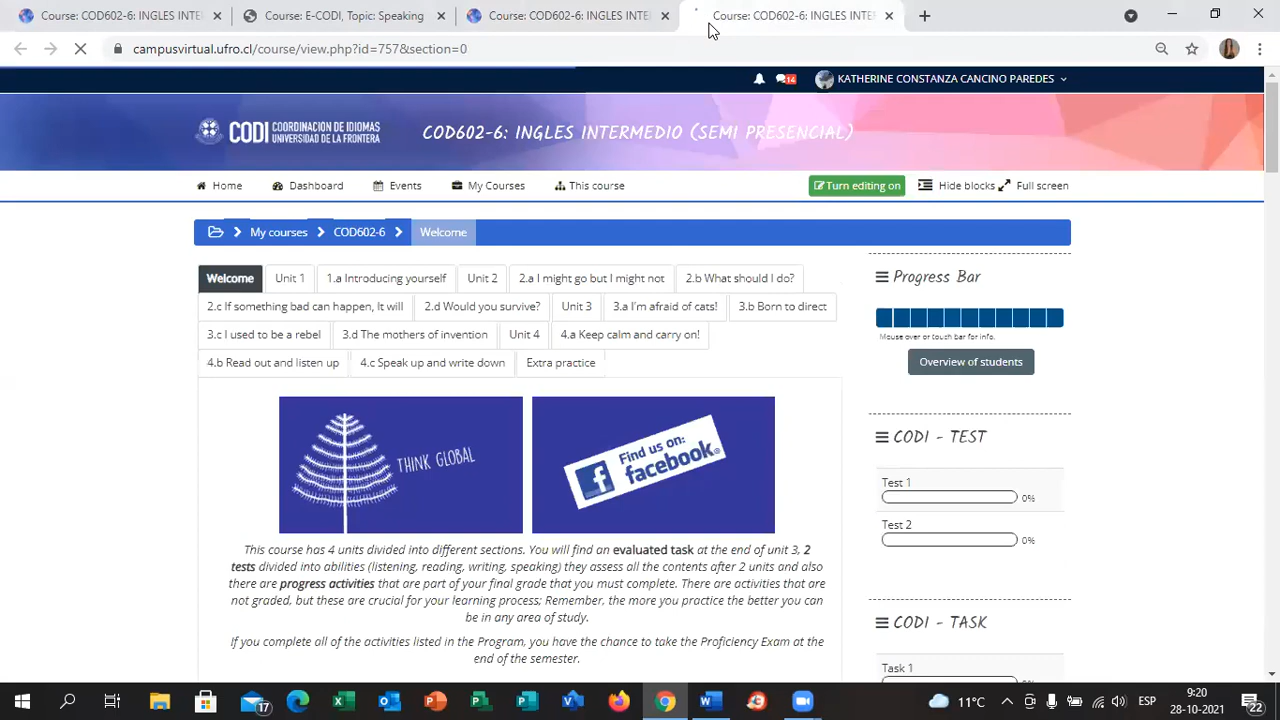 Course: COD602-6: INGLES INTE
Course: E-CODI, Topic: Speaking
Course: COD602-6: INGLES INTE
Course: COD602-6: INGLES INTE
campusvirtual.ufro.cl/course/view.php?id=757&section=0
14
KATHERINE CONSTANZA CANCINO PAREDES
CODI COORDINACION DE IDIOMAS
UNIVERSIDAD DE LA FRONTERA
COD602-6: INGLES INTERMEDIO (SEMI PRESENCIAL)
Home
Dashboard
Events
My Courses
This course
Turn editing on
Hide blocks
Full screen
My courses
COD602-6
Welcome
Welcome
Unit 1
1.a Introducing yourself
Unit 2
2.a I might go but I might not
2.b What should I do?
2.c If something bad can happen, It will
2.d Would you survive?
Unit 3
3.a I'm afraid of cats!
3.b Born to direct
3.c I used to be a rebel
3.d The mothers of invention
Unit 4
4.a Keep calm and carry on!
4.b Read out and listen up
4.c Speak up and write down
Extra practice
THINK GLOBAL
Find us on:
facebook®
This course has 4 units divided into different sections. You will find an evaluated task at the end of unit 3, 2
tests divided into abilities (listening, reading, writing, speaking) they assess all the contents after 2 units and also
there are progress activities that are part of your final grade that you must complete. There are activities that are
not graded, but these are crucial for your learning process; Remember, the more you practice the better you can
be in any area of study.
If you complete all of the activities listed in the Program, you have the chance to take the Proficiency Exam at the
end of the semester.
Progress Bar
Mouse over or touch bar for info.
Overview of students
CODI - TEST
Test 1
0%
Test 2
0%
CODI - TASK
Task 1
17
11°C
ESP
9:20
28-10-2021
22